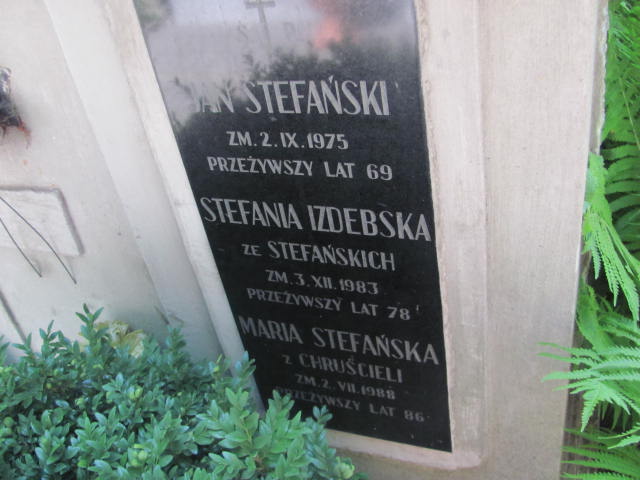 JAN STEFAŃSKI
ZM. 2. IX. 1975
PRZEŻYWSZY LAT 69
STEFANIA IZDEBSKA
ZE STEFAŃSKICH
ZM. 3. XII. 1983
PRZEŻYWSZY LAT 78
MARIA STEFAŃSKA
Z CHRUŚCIELI
ZM. 2. VII. 1988
PRZEŻYWSZY LAT 86